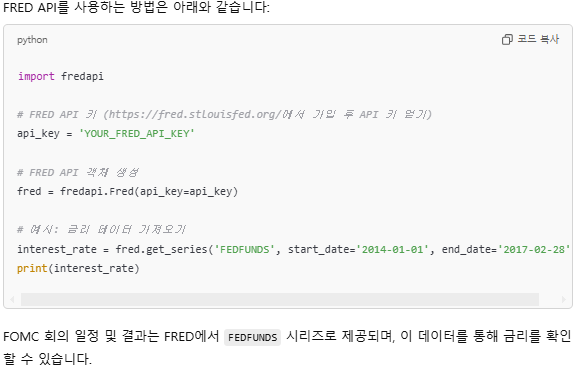 FRED API를 사용하는 방법은 아래와 같습니다:
python
코드 복사
import fredapi
# FRED API 키 (https://fred.stlouisfed.org/에서 가입 후 API 키 얻기)
api_key = 'YOUR_FRED_API_KEY'
# FRED API 객체 생성
fred = fredapi.Fred(api_key=api_key)
# 예시: 금리 데이터 가져오기
interest_rate = fred.get_series('FEDFUNDS', start_date='2014-01-01', end_date='2017-02-28'
print(interest_rate)
FOMC 회의 일정 및 결과는 FRED에서 FEDFUNDS 시리즈로 제공되며, 이 데이터를 통해 금리를 확인
할 수 있습니다.